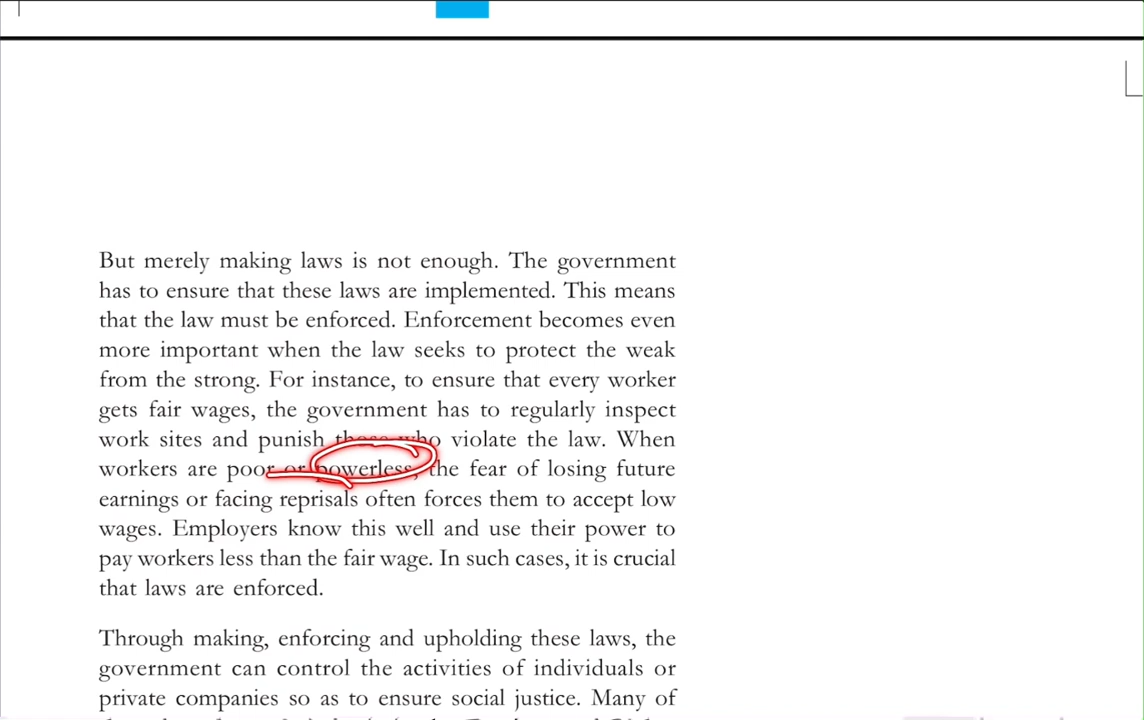 But merely making laws is not enough. The government
has to ensure that these laws are implemented. This means
that the law must be enforced. Enforcement becomes even
more important when the law seeks to protect the weak
from the strong. For instance, to ensure that every worker
gets fair wages, the government has to regularly inspect
work sites and punish those who violate the law. When
workers are poor or powerless, the fear of losing future
earnings or facing reprisals often forces them to accept low
wages. Employers know this well and use their power to
pay workers less than the fair wage. In such cases, it is crucial
that laws are enforced.
Through making, enforcing and upholding these laws, the
government can control the activities of individuals or
private companies so as to ensure social justice. Many of